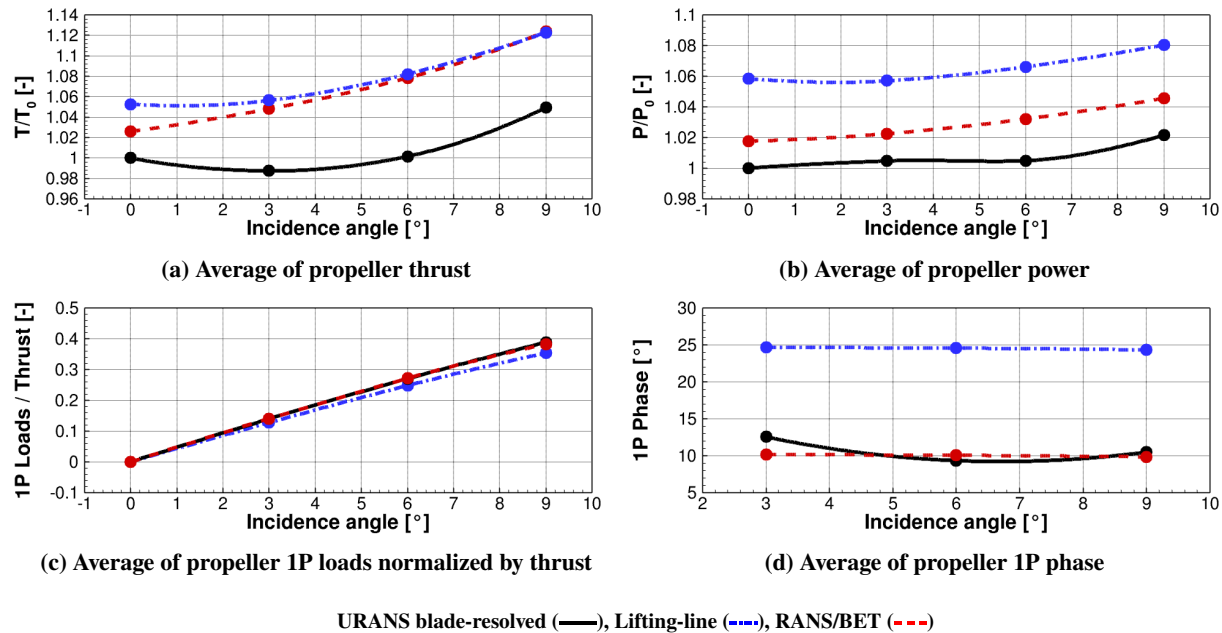 1.14
1.12
1.1
1.08
1.06
1.04
1.02
1
0.98
0.96
T/T0 [-]
-1 0 1 2 3 4 5 6 7 8 9 10
Incidence angle [°]
(a) Average of propeller thrust
1.1
1.08
1.06
1.04
1.02
1
0.98
P/P0 [-]
-1 0 1 2 3 4 5 6 7 8 9 10
Incidence angle [°]
(b) Average of propeller power
0.5
0.4
0.3
0.2
0.1
0
-0.1
1P Loads / Thrust [-]
-1 0 1 2 3 4 5 6 7 8 9 10
Incidence angle [°]
(c) Average of propeller 1P loads normalized by thrust
30
25
20
15
10
5
1P Phase [°]
2 3 4 5 6 7 8 9 10
Incidence angle [°]
(d) Average of propeller 1P phase
URANS blade-resolved (), Lifting-line (), RANS/BET ()